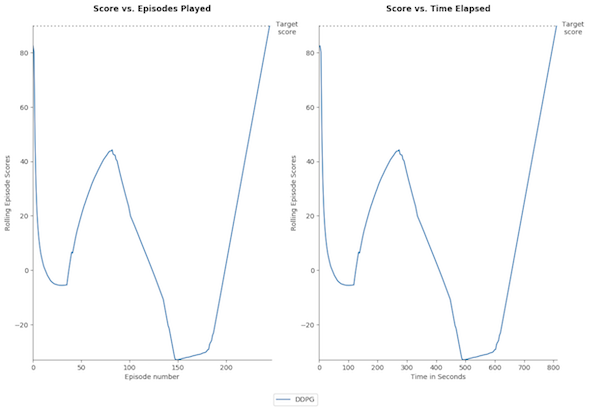 Score vs. Episodes Played
Target
score
80
60
40
20
0
−20
Rolling Episode Scores
0
50
100
150
200
Episode number
Score vs. Time Elapsed
Target
score
80
60
40
20
0
−20
Rolling Episode Scores
0
100
200
300
400
500
600
700
800
Time in Seconds
DDPG